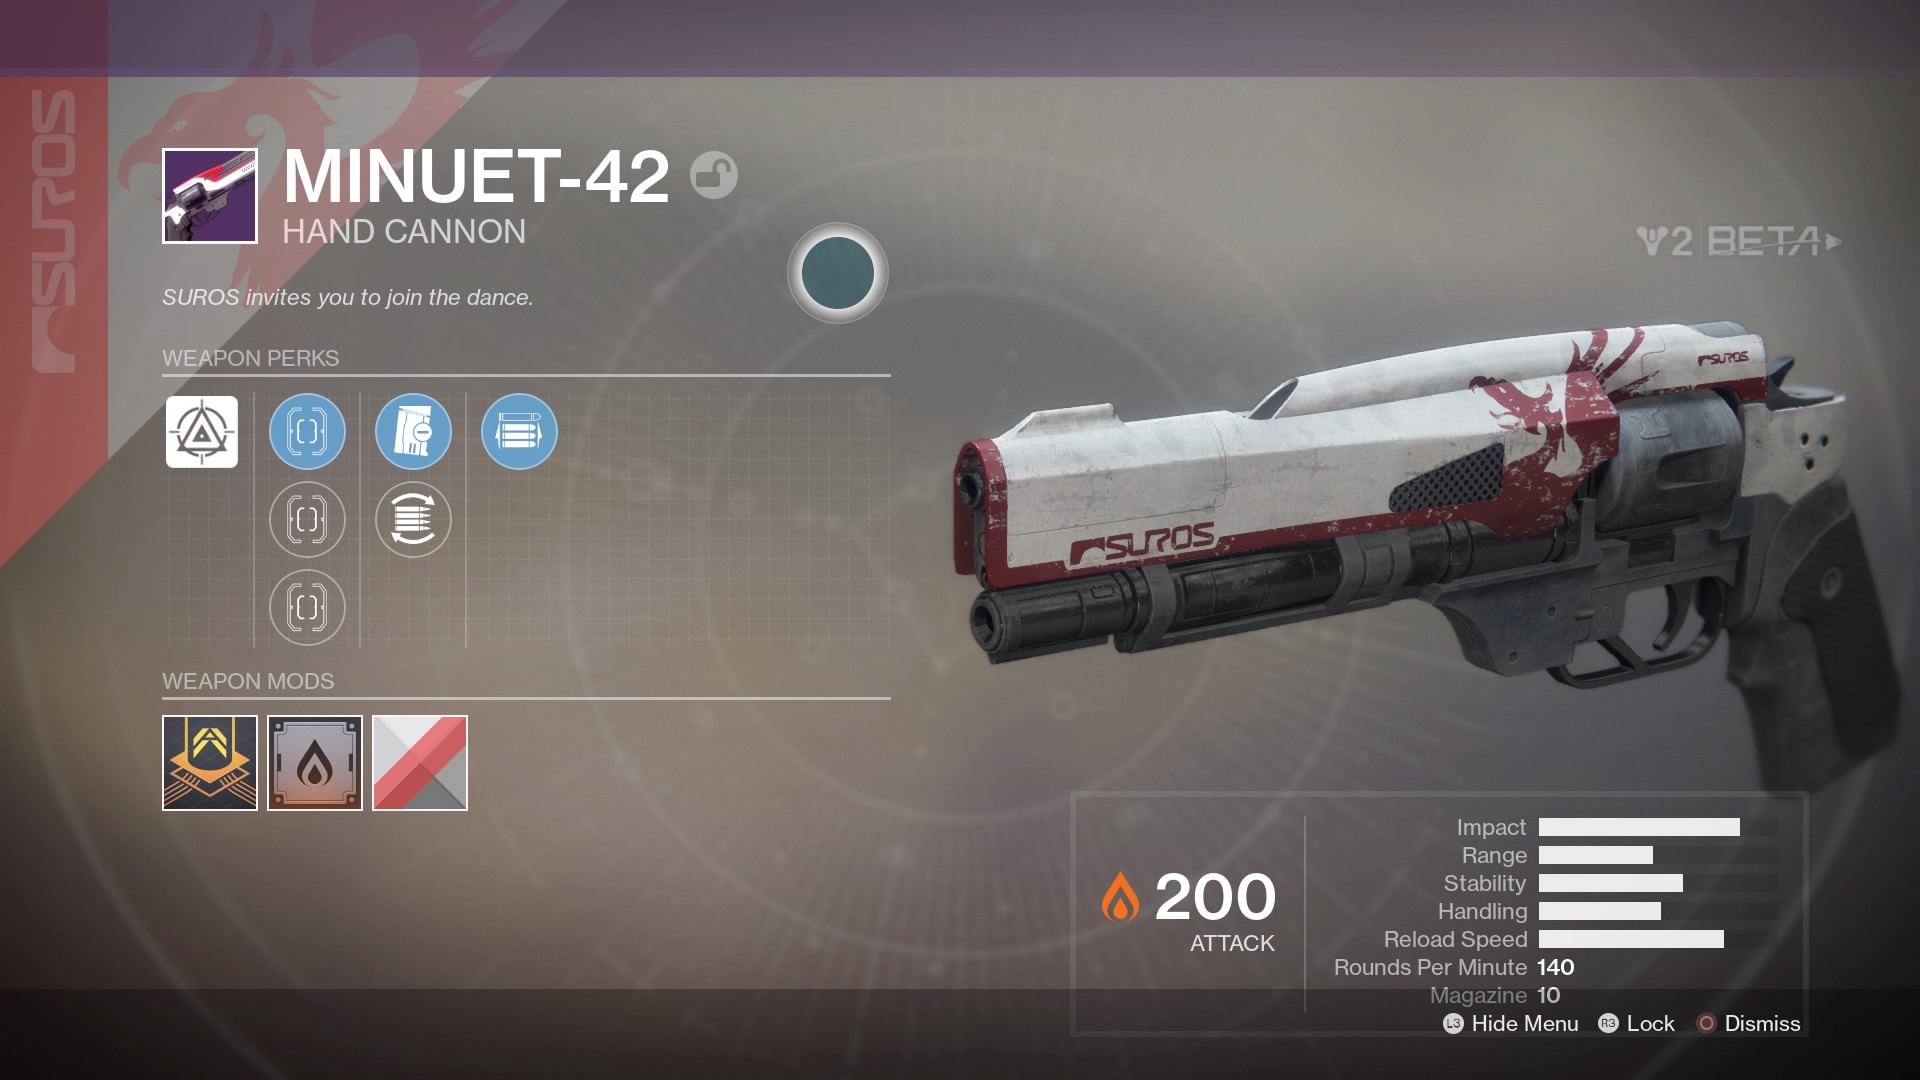 SUROS
MINUET-42
HAND CANNON
SUROS invites you to join the dance.
2 BETA
WEAPON PERKS
SUROS
SUROS
WEAPON MODS
200
ATTACK
Impact
Range
Stability
Handling
Reload Speed
Rounds Per Minute 140
Magazine 10
L3 Hide Menu R3 Lock Dismiss